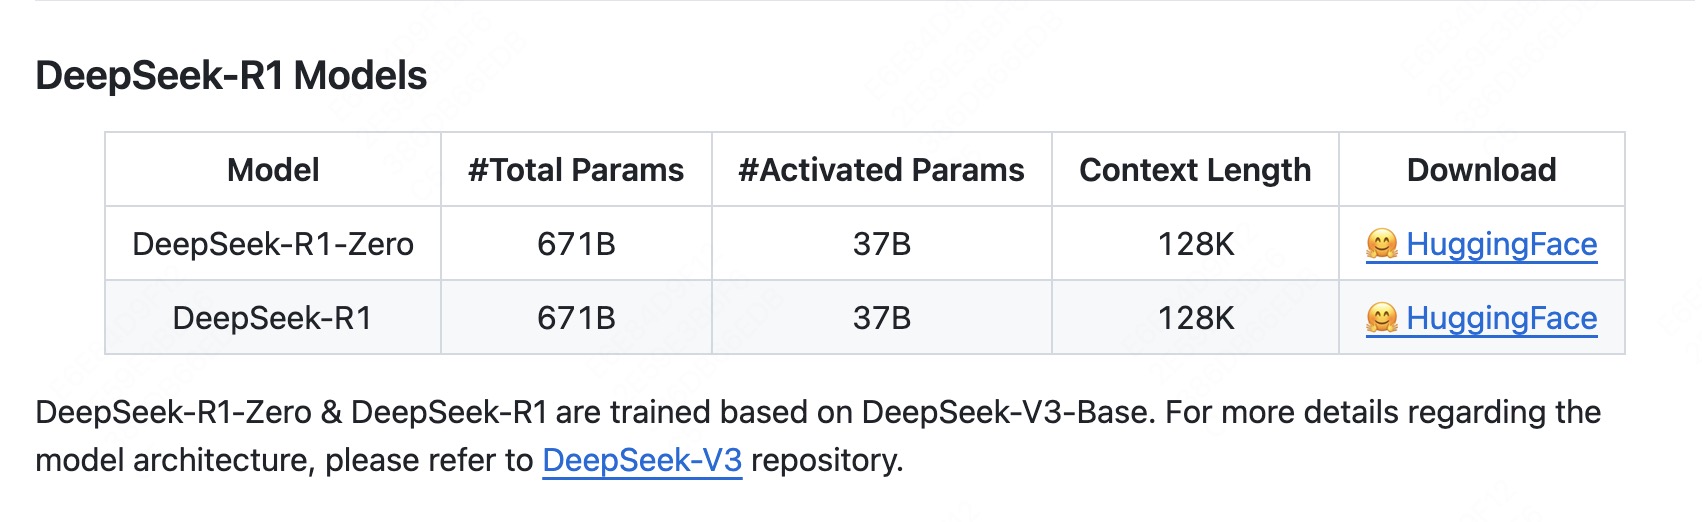 DeepSeek-R1 Models
Model #Total Params #Activated Params Context Length Download
DeepSeek-R1-Zero 671B 37B 128K 🤗 HuggingFace
DeepSeek-R1 671B 37B 128K 🤗 HuggingFace
DeepSeek-R1-Zero & DeepSeek-R1 are trained based on DeepSeek-V3-Base. For more details regarding the
model architecture, please refer to DeepSeek-V3 repository.